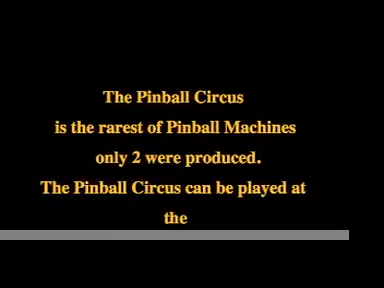 The Pinball Circus
is the rarest of Pinball Machines
only 2 were produced.
The Pinball Circus can be played at
the